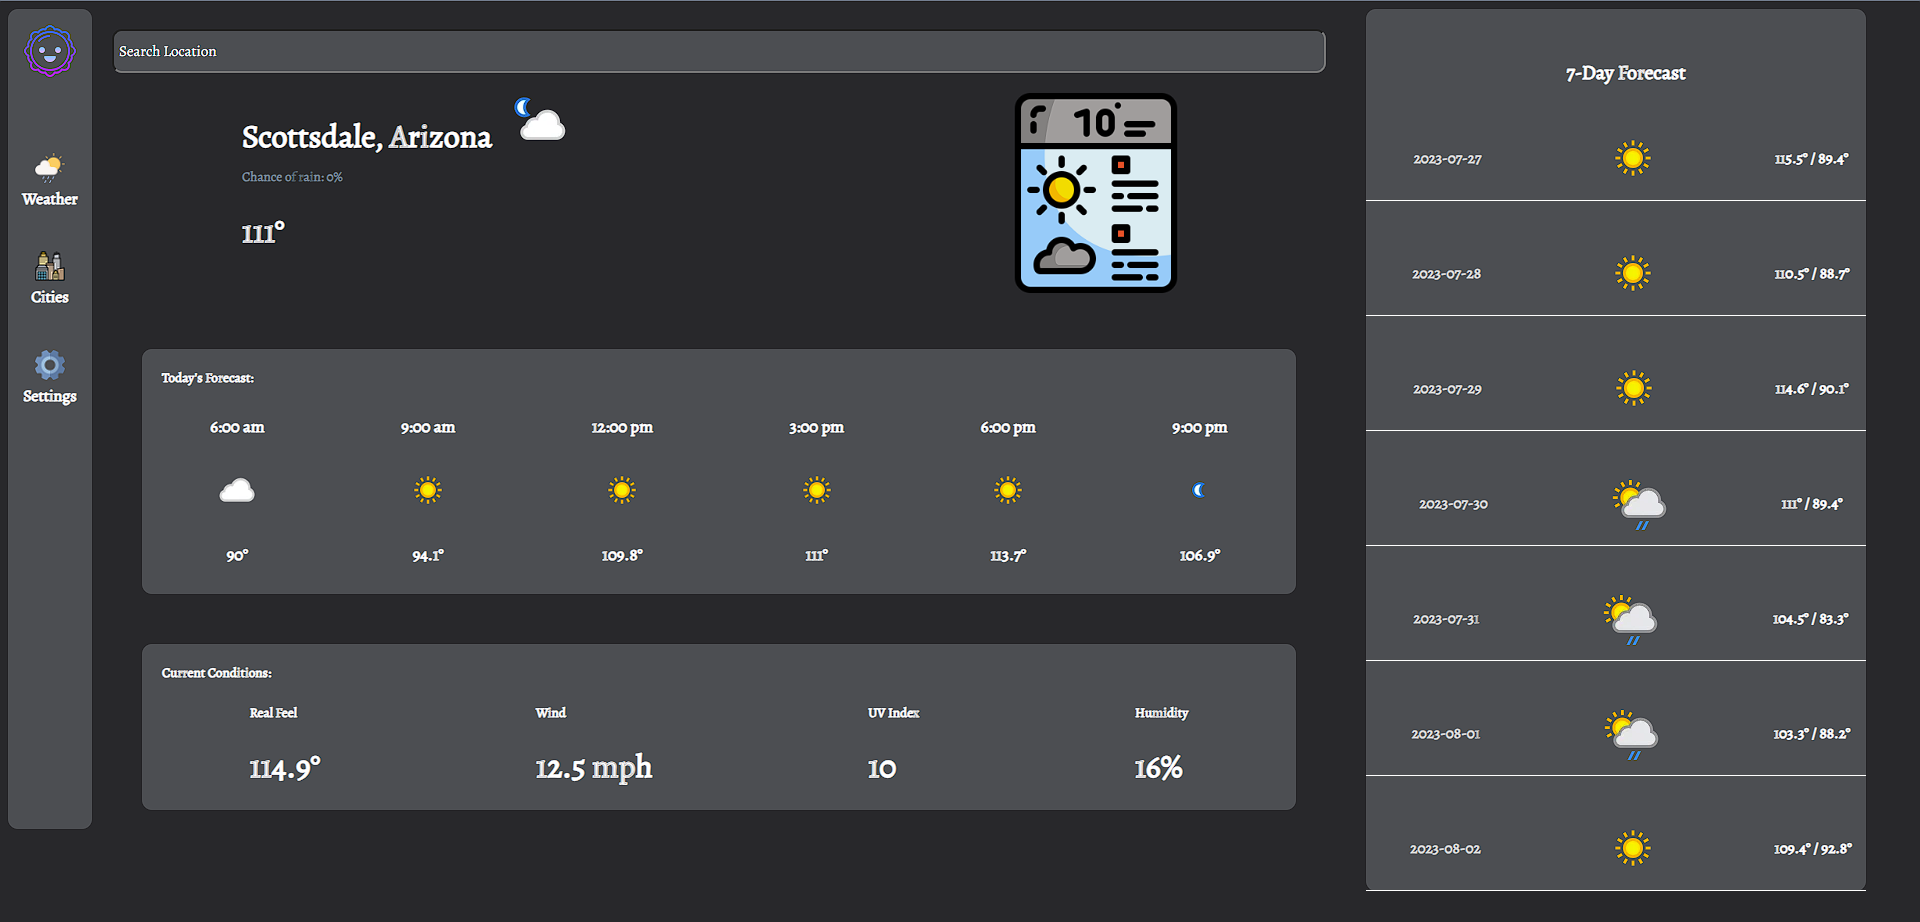 Weather
Cities
Settings
Search Location
Scottsdale, Arizona
Chance of rain: 0%
111°
10°
Today's Forecast:
6:00 am 9:00 am 12:00 pm 3:00 pm 6:00 pm 9:00 pm
90° 94.1° 109.8° 111° 113.7° 106.9°
Current Conditions:
Real Feel Wind UV Index Humidity
114.9° 12.5 mph 10 16%
7-Day Forecast
2023-07-27 115.5° / 89.4°
2023-07-28 110.5° / 88.7°
2023-07-29 114.6° / 90.1°
2023-07-30 111° / 89.4°
2023-07-31 104.5° / 83.3°
2023-08-01 103.3° / 88.2°
2023-08-02 109.4° / 92.8°